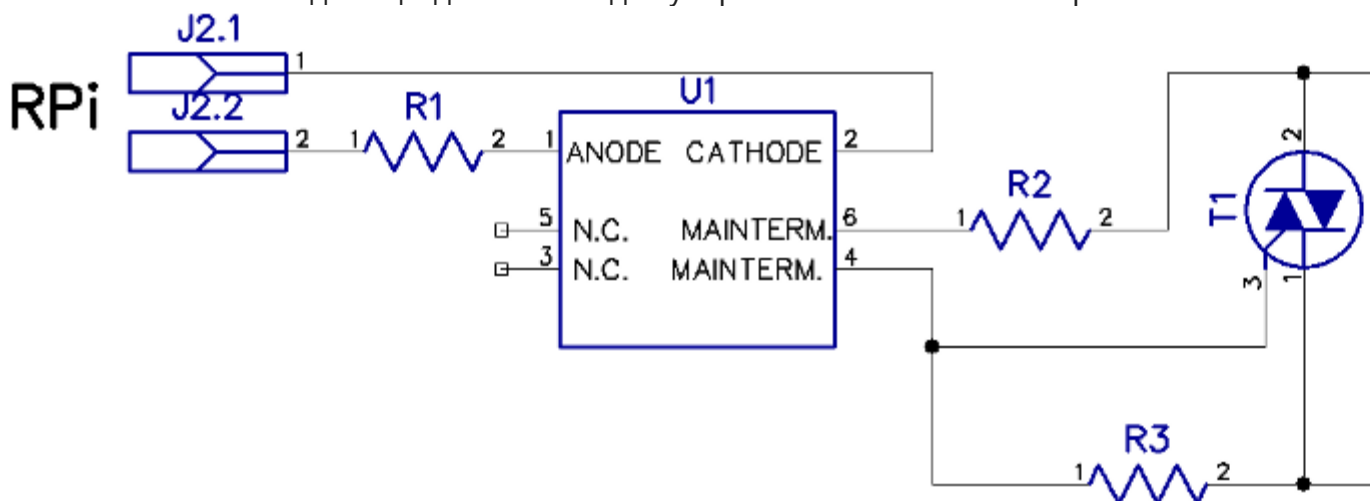 J2.1
1
RPi
J2.2
2
1 R1 2
U1
1 ANODE CATHODE 2
5 N.C. MAINTERM. 6
3 N.C. MAINTERM. 4
1 R2 2
2
T1
3
1
R3
1 2